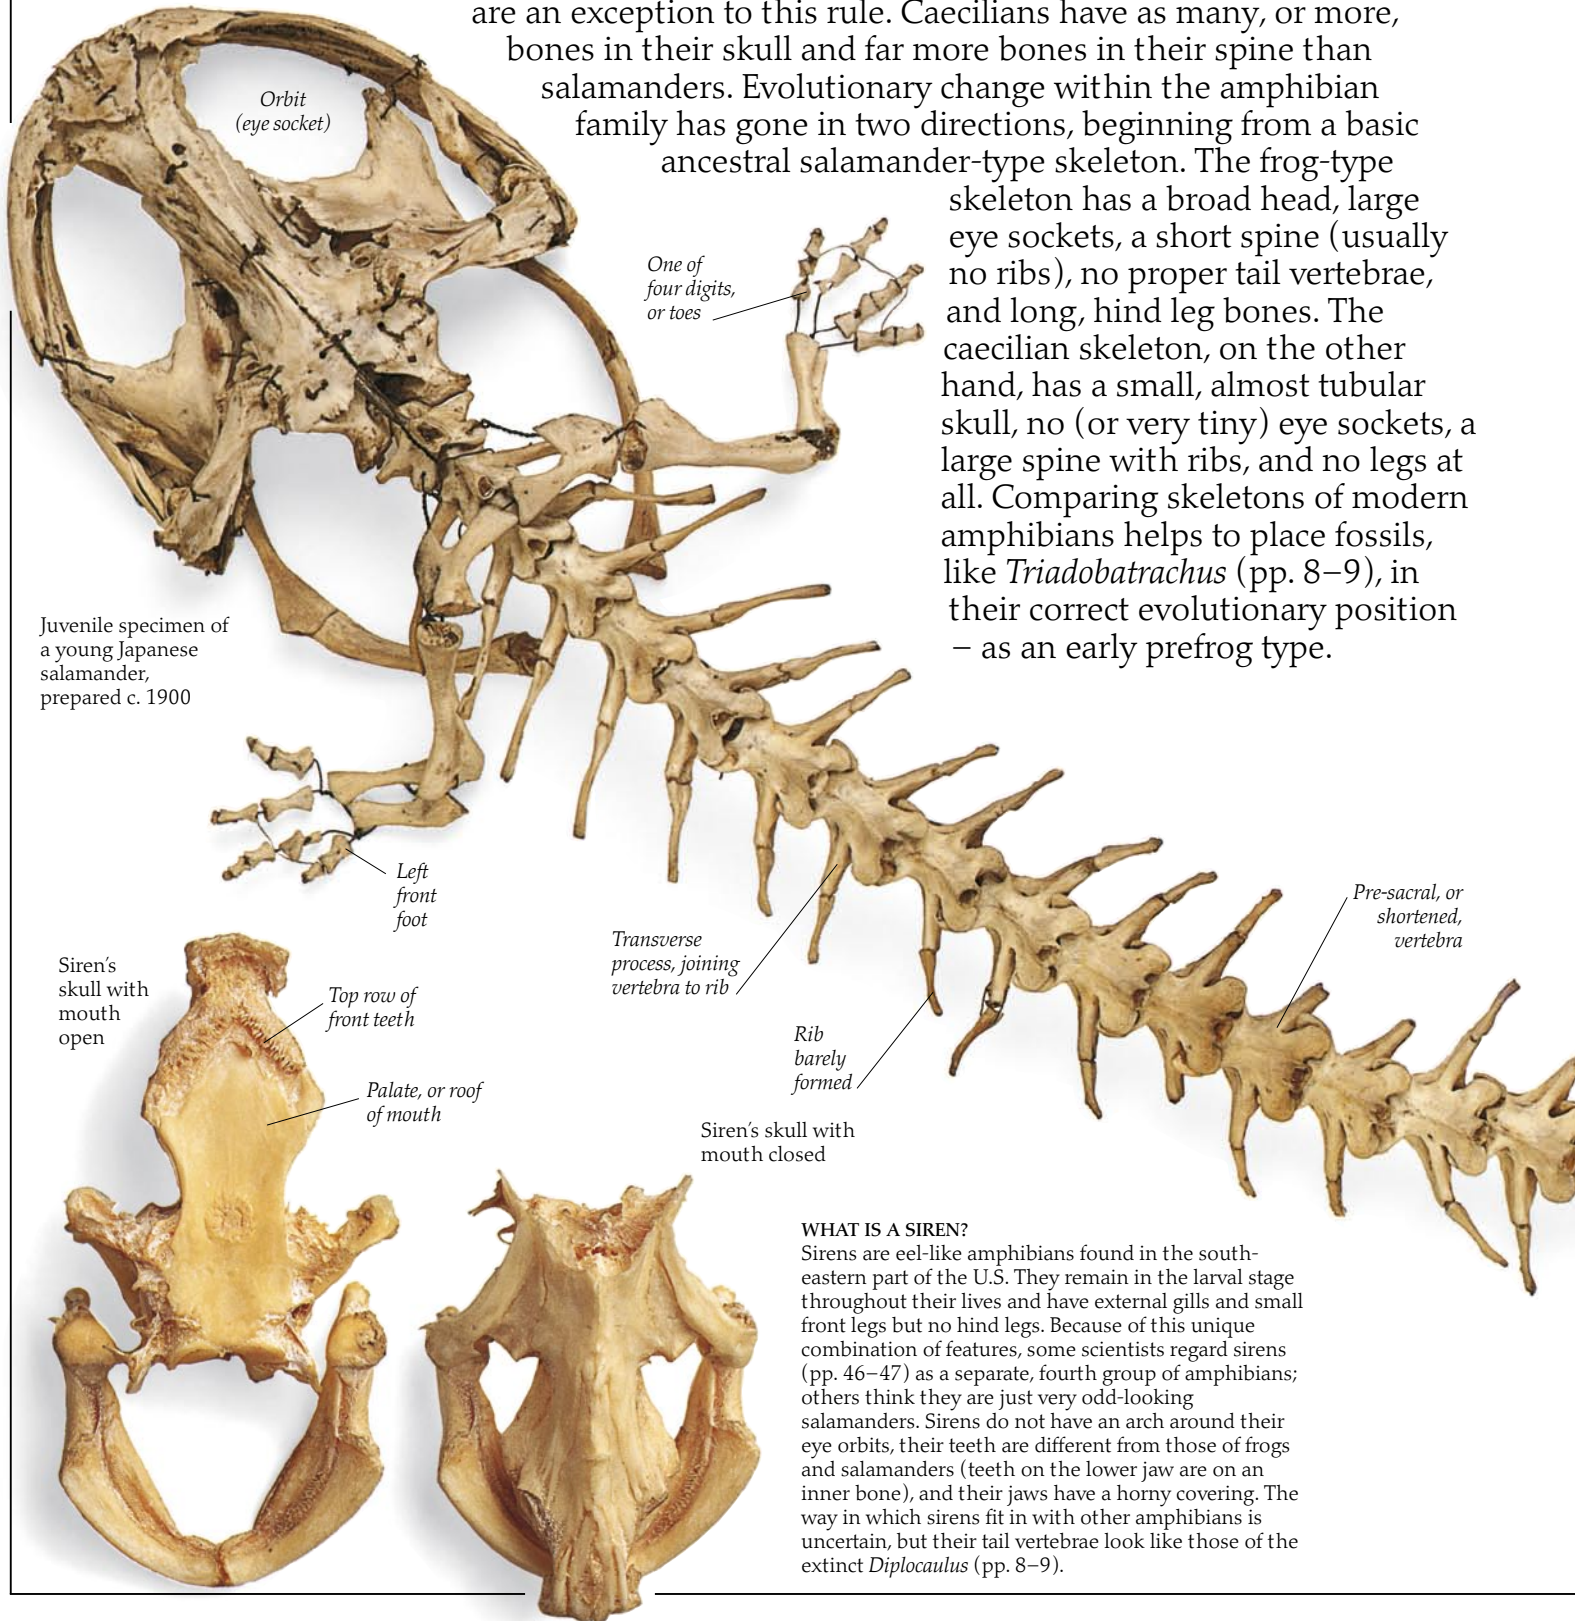 are an exception to this rule. Caecilians have as many, or more,
bones in their skull and far more bones in their spine than
salamanders. Evolutionary change within the amphibian
family has gone in two directions, beginning from a basic
ancestral salamander-type skeleton. The frog-type
skeleton has a broad head, large
eye sockets, a short spine (usually
no ribs), no proper tail vertebrae,
and long, hind leg bones. The
caecilian skeleton, on the other
hand, has a small, almost tubular
skull, no (or very tiny) eye sockets, a
large spine with ribs, and no legs at
all. Comparing skeletons of modern
amphibians helps to place fossils,
like Triadobatrachus (pp. 8–9), in
their correct evolutionary position
– as an early prefrog type.
Orbit
(eye socket)
One of
four digits,
or toes
Juvenile specimen of
a young Japanese
salamander,
prepared c. 1900
Left
front
foot
Transverse
process, joining
vertebra to rib
Rib
barely
formed
Pre-sacral, or
shortened,
vertebra
Siren's
skull with
mouth
open
Top row of
front teeth
Palate, or roof
of mouth
Siren's skull with
mouth closed
WHAT IS A SIREN?
Sirens are eel-like amphibians found in the south-
eastern part of the U.S. They remain in the larval stage
throughout their lives and have external gills and small
front legs but no hind legs. Because of this unique
combination of features, some scientists regard sirens
(pp. 46–47) as a separate, fourth group of amphibians;
others think they are just very odd-looking
salamanders. Sirens do not have an arch around their
eye orbits, their teeth are different from those of frogs
and salamanders (teeth on the lower jaw are on an
inner bone), and their jaws have a horny covering. The
way in which sirens fit in with other amphibians is
uncertain, but their tail vertebrae look like those of the
extinct Diplocaulus (pp. 8–9).